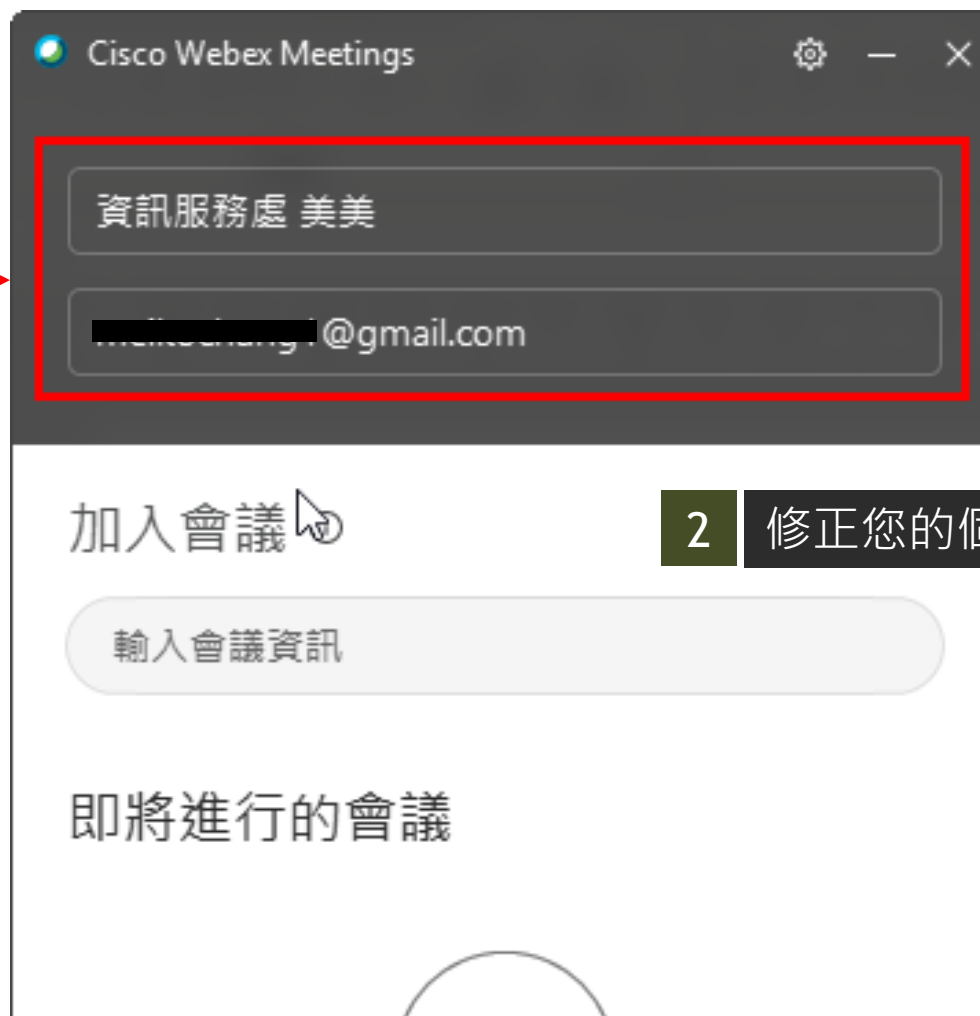 Cisco Webex Meetings
資訊服務處 美美
@gmail.com
加入會議
2 修正您的
輸入會議資訊
即將進行的會議